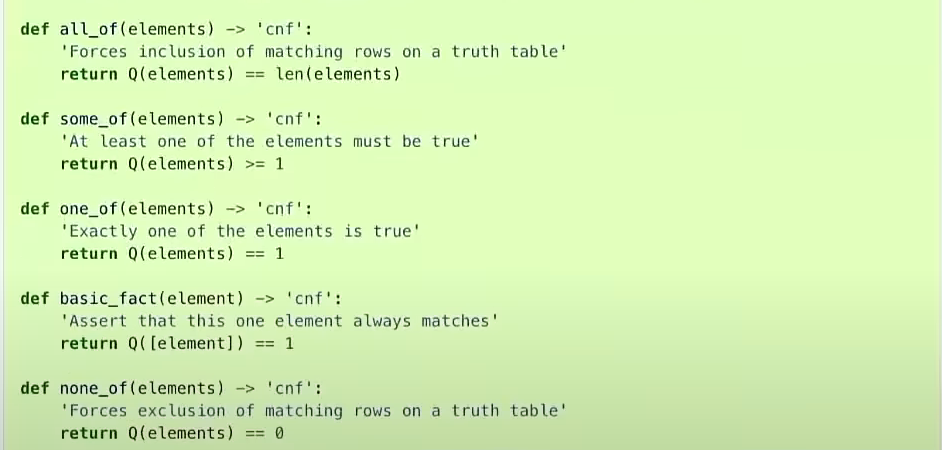 def all_of(elements) -> 'cnf':
    'Forces inclusion of matching rows on a truth table'
    return Q(elements) == len(elements)
def some_of(elements) -> 'cnf':
    'At least one of the elements must be true'
    return Q(elements) >= 1
def one_of(elements) -> 'cnf':
    'Exactly one of the elements is true'
    return Q(elements) == 1
def basic_fact(element) -> 'cnf':
    'Assert that this one element always matches'
    return Q([element]) == 1
def none_of(elements) -> 'cnf':
    'Forces exclusion of matching rows on a truth table'
    return Q(elements) == 0